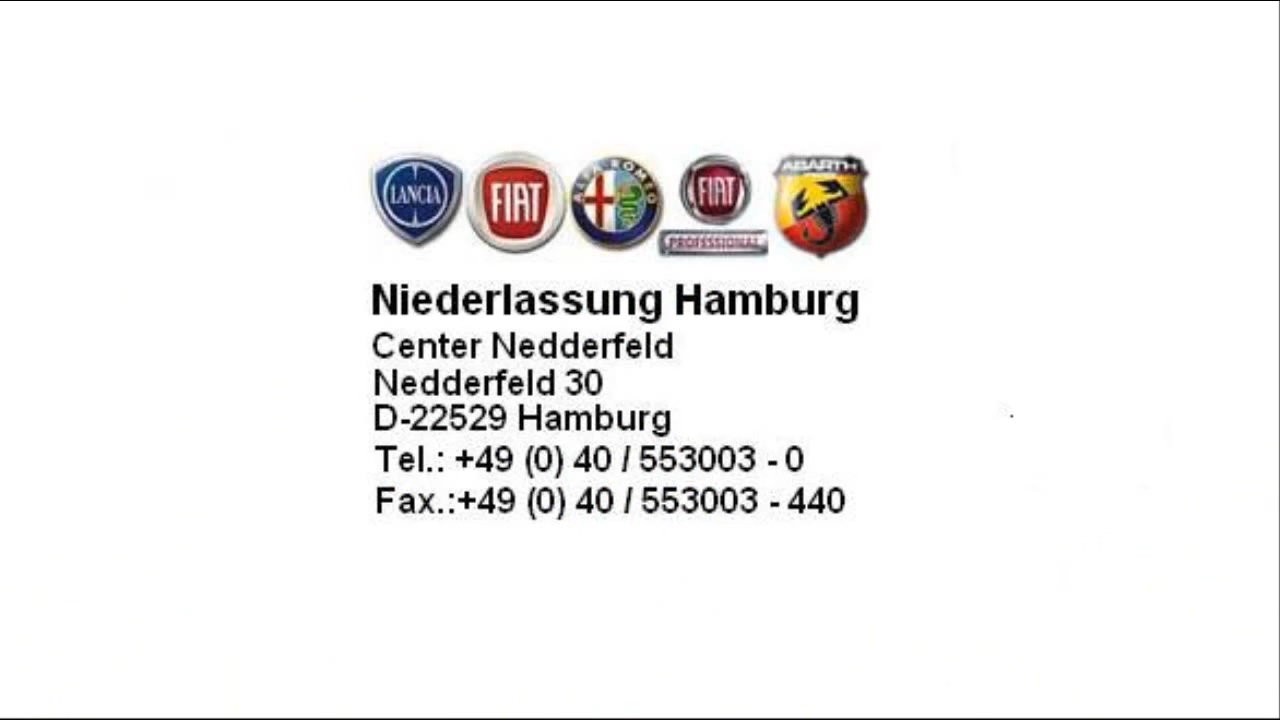 LANCIA
FIAT
ALFA ROMEO
FIAT
PROFESSIONAL
ABARTH
Niederlassung Hamburg
Center Nedderfeld
Nedderfeld 30
D-22529 Hamburg
Tel.: +49 (0) 40 / 553003 - 0
Fax.:+49 (0) 40 / 553003 - 440